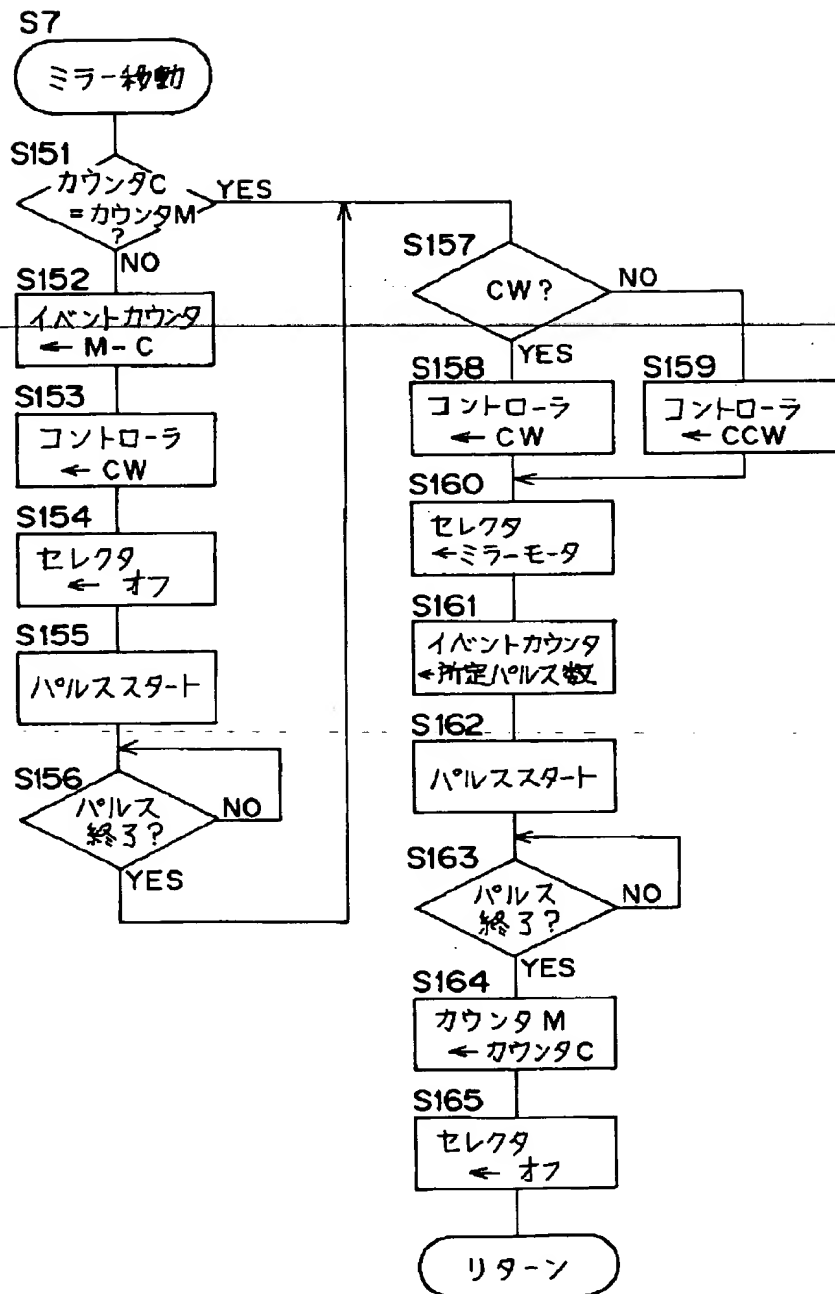 S7
ミラー移動
S151
カウンタC
=カウンタM
?
YES
NO
S152
イベントカウンタ
← M-C
S153
コントローラ
← CW
S154
セレクタ
← オフ
S155
パルススタート
S156
パルス
終了?
NO
YES
S157
CW?
NO
YES
S158
コントローラ
← CW
S159
コントローラ
← CCW
S160
セレクタ
←ミラーモータ
S161
イベントカウンタ
←所定パルス数
S162
パルススタート
S163
パルス
終了?
NO
YES
S164
カウンタM
← カウンタC
S165
セレクタ
← オフ
リターン